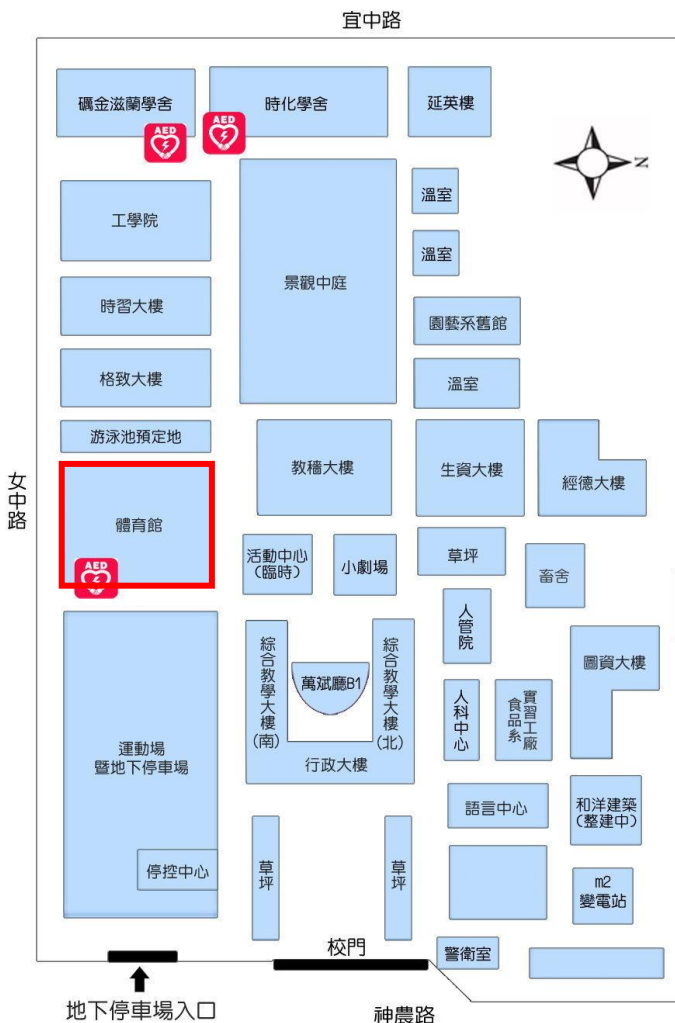 宜中路
礪金滋蘭學舍
時化學舍
延英樓
AED
AED
N
工學院
溫室
溫室
景觀中庭
時習大樓
園藝系舊館
格致大樓
溫室
游泳池預定地
教穡大樓
生資大樓
經德大樓
女中路
體育館
AED
活動中心
(臨時)
小劇場
草坪
畜舍
人管院
綜合教學大樓
(南)
萬斌廳B1
綜合教學大樓
(北)
圖資大樓
人科中心
食品系
實習工廠
運動場
暨地下停車場
行政大樓
語言中心
和洋建築
(整建中)
停控中心
草坪
草坪
m2
變電站
校門
警衛室
地下停車場入口
神農路